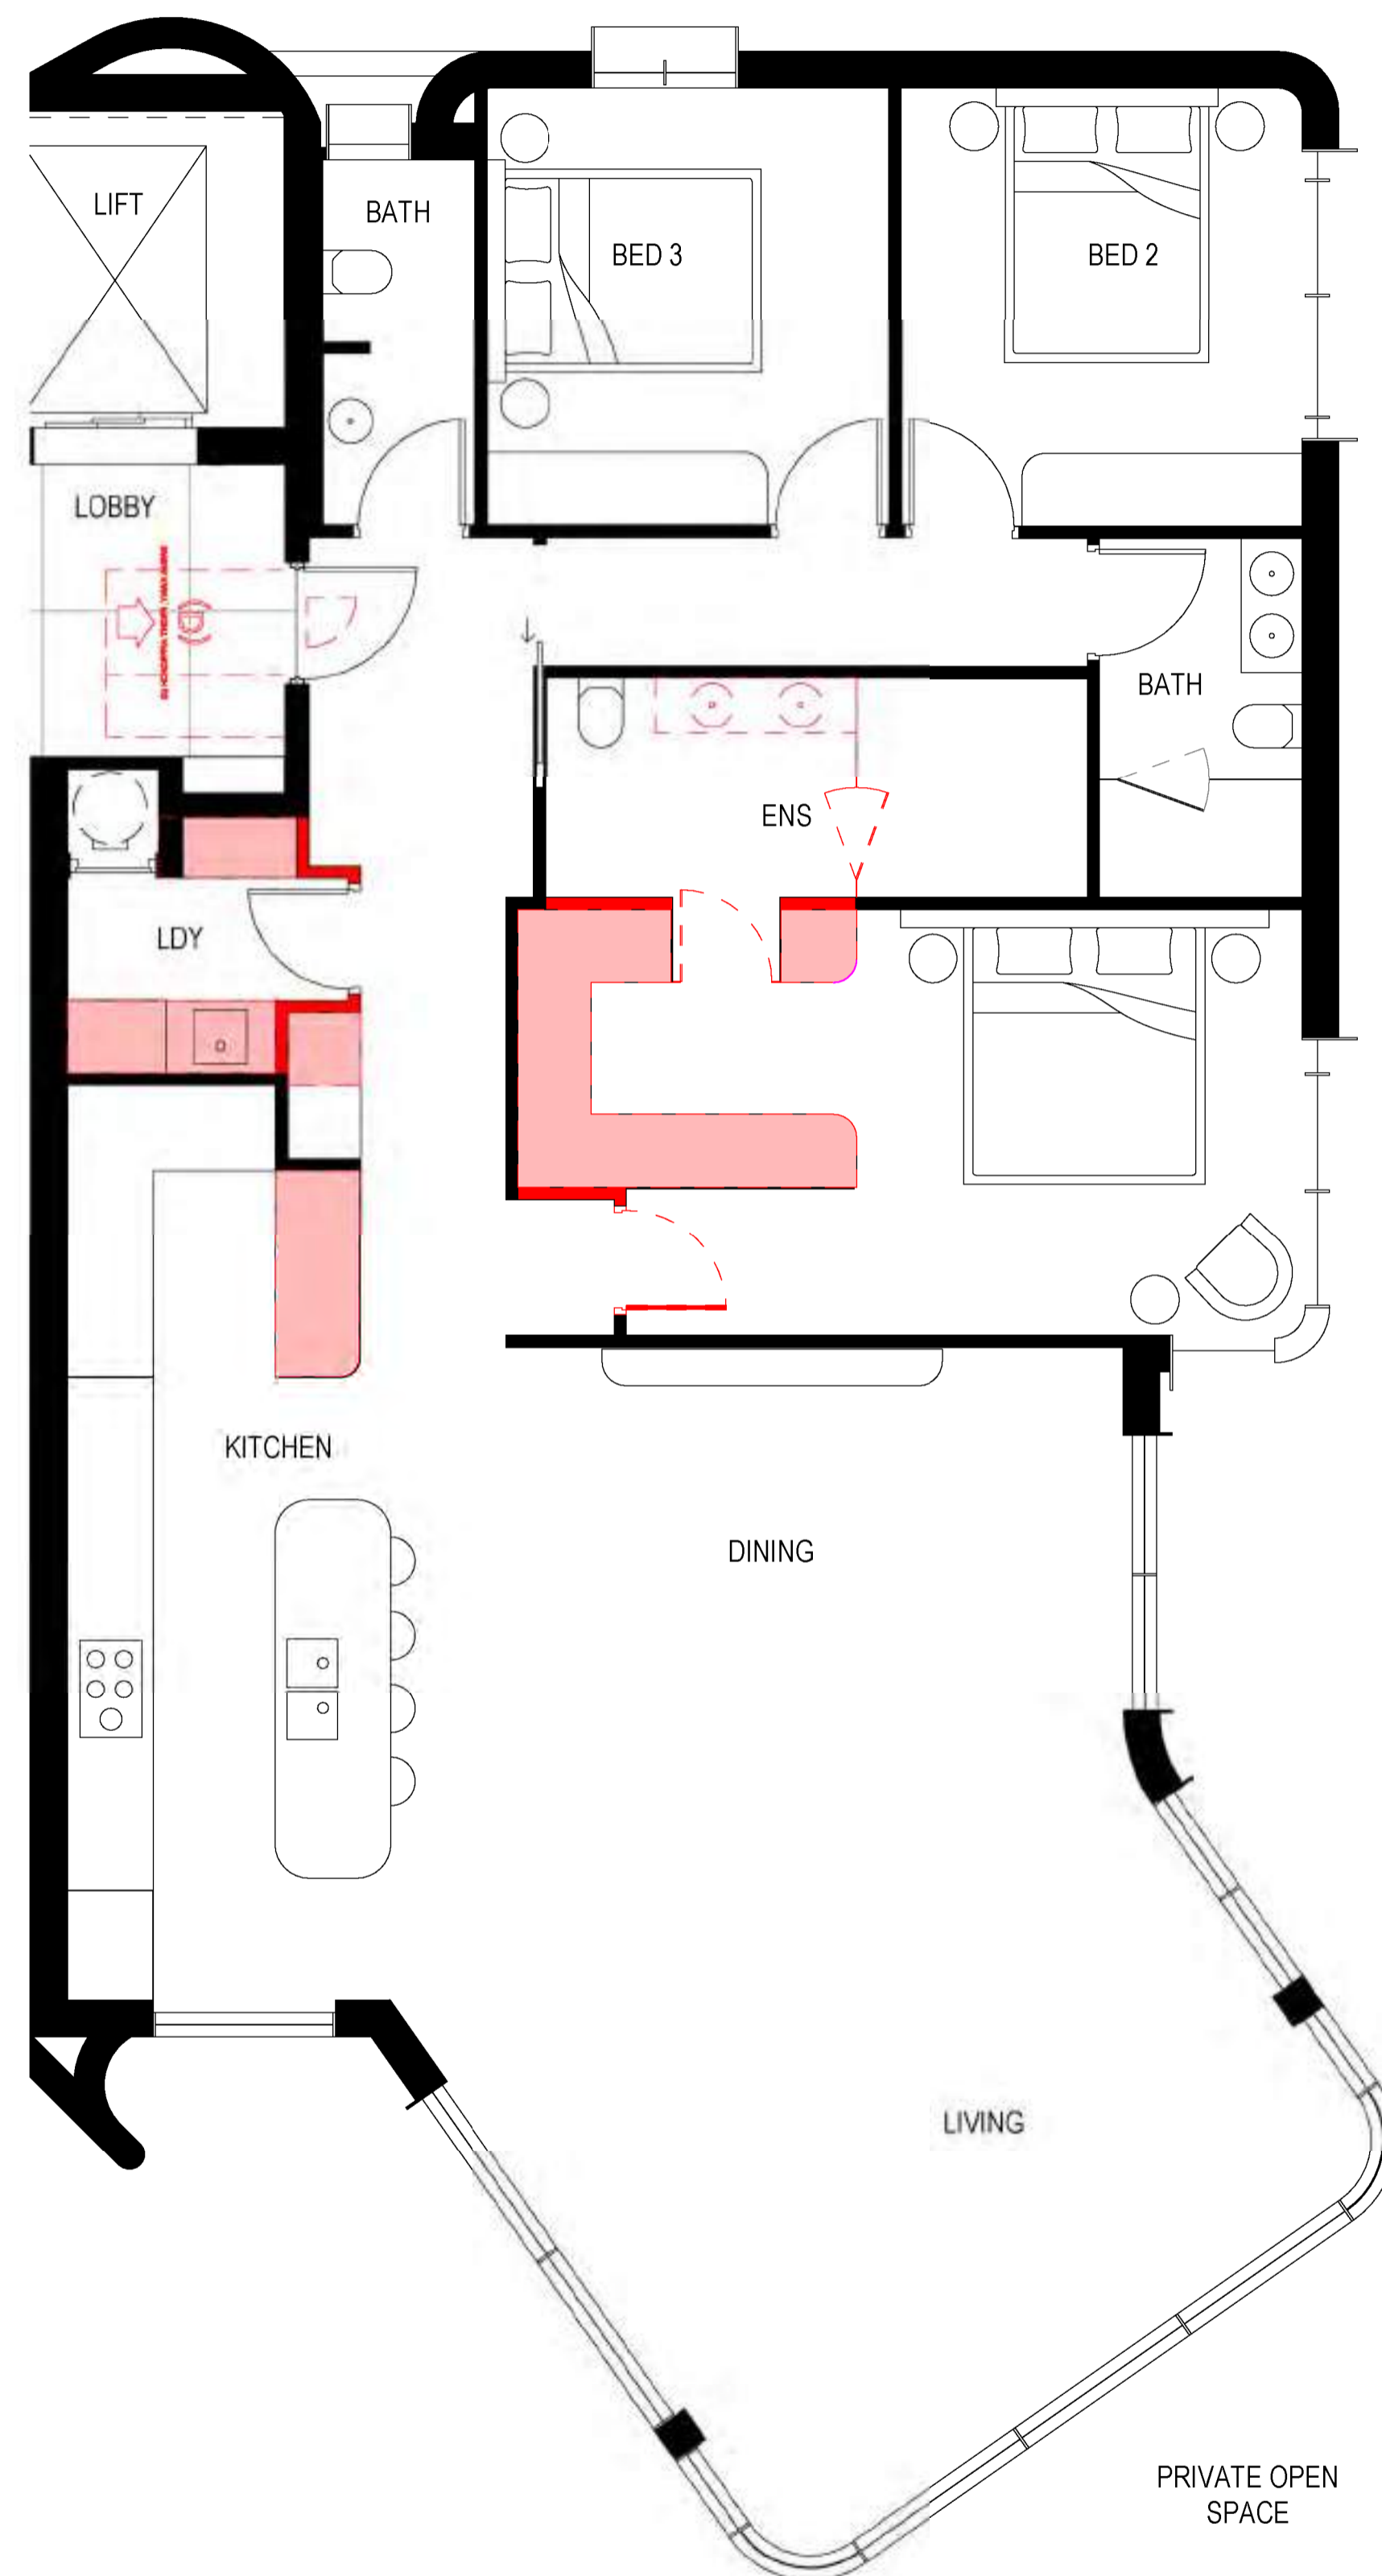 LIFT
BATH
BED 3
BED 2
LOBBY
BATH
ENS
LDY
KITCHEN
DINING
LIVING
PRIVATE OPEN
SPACE